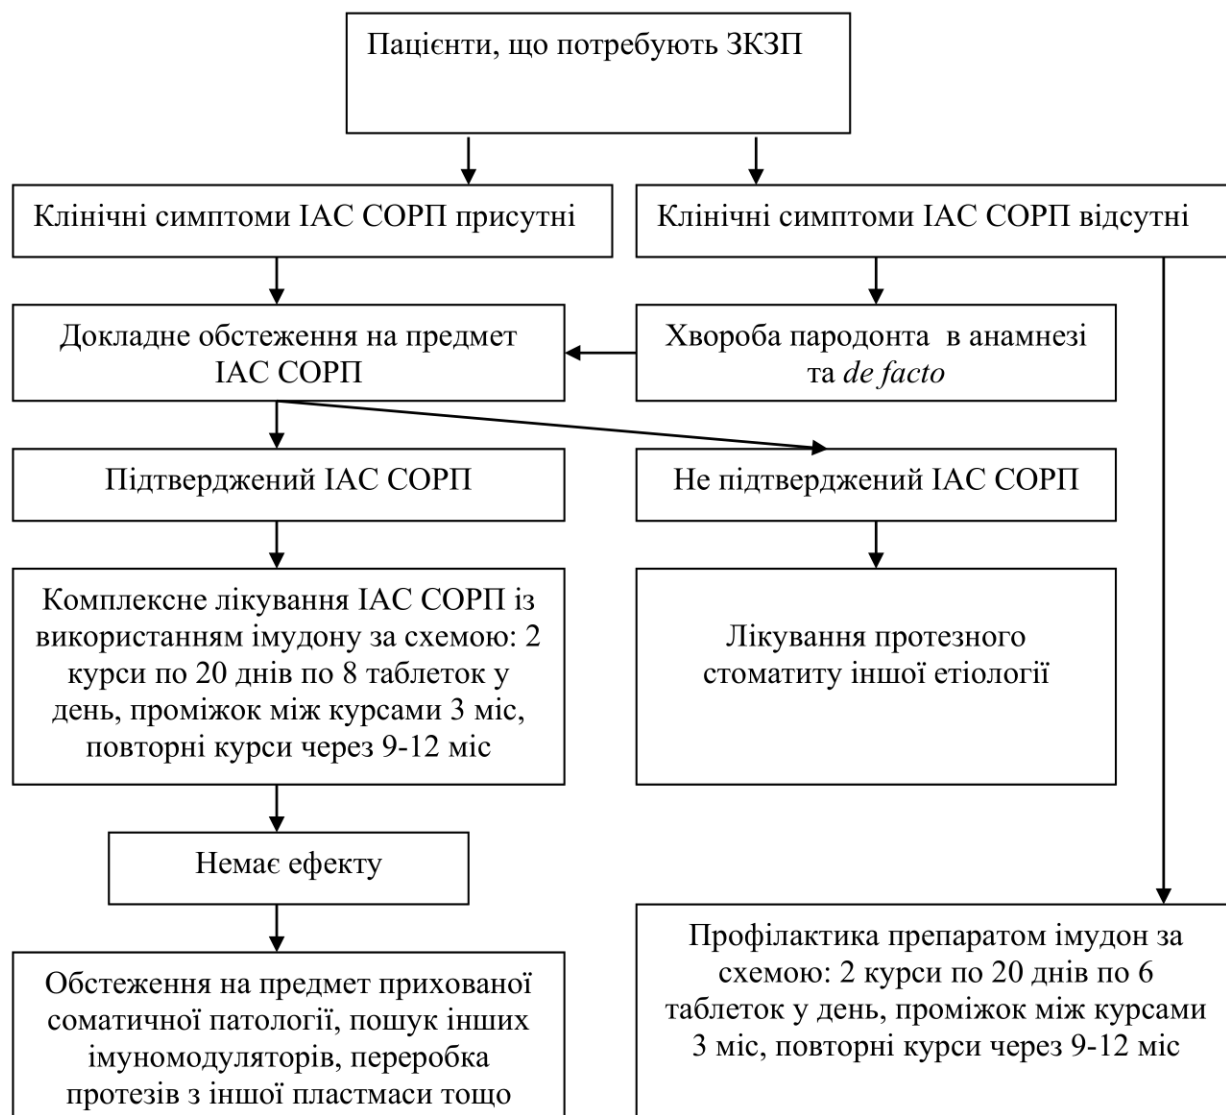 Пацієнти, що потребують ЗКЗП
Клінічні симптоми ІАС СОРП присутні
Клінічні симптоми ІАС СОРП відсутні
Докладне обстеження на предмет
ІАС СОРП
Хвороба пародонта в анамнезі
та de facto
Підтверджений ІАС СОРП
Не підтверджений ІАС СОРП
Комплексне лікування ІАС СОРП із
використанням імудону за схемою: 2
курси по 20 днів по 8 таблеток у
день, проміжок між курсами 3 міс,
повторні курси через 9-12 міс
Лікування протезного
стоматиту іншої етіології
Немає ефекту
Обстеження на предмет прихованої
соматичної патології, пошук інших
імуномодуляторів, переробка
протезів з іншої пластмаси тощо
Профілактика препаратом імудон за
схемою: 2 курси по 20 днів по 6
таблеток у день, проміжок між курсами
3 міс, повторні курси через 9-12 міс